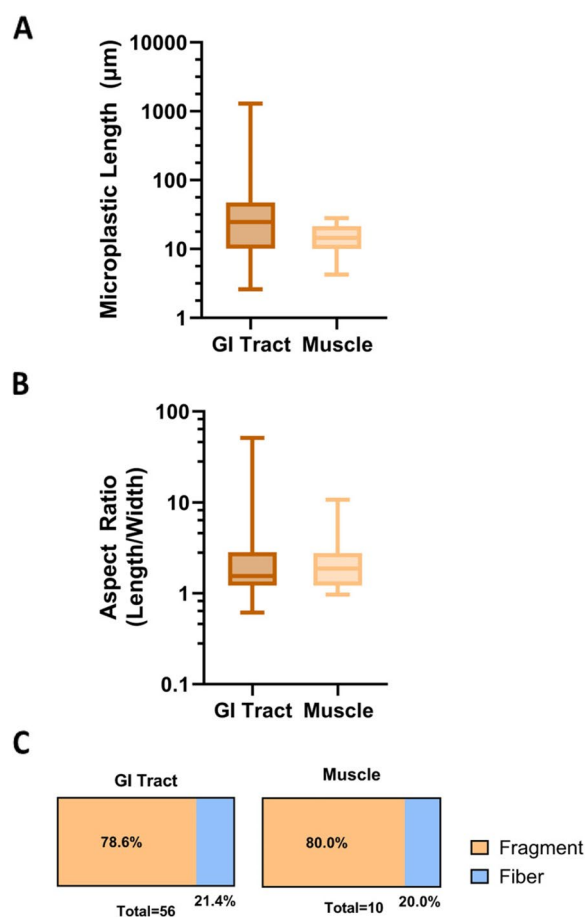 A
Microplastic Length (µm)
10000
1000
100
10
1
GI Tract Muscle
B
Aspect Ratio
(Length/Width)
100
10
1
0.1
GI Tract Muscle
C
GI Tract
Muscle
78.6%
80.0%
Fragment
Fiber
21.4%
20.0%
Total=56
Total=10